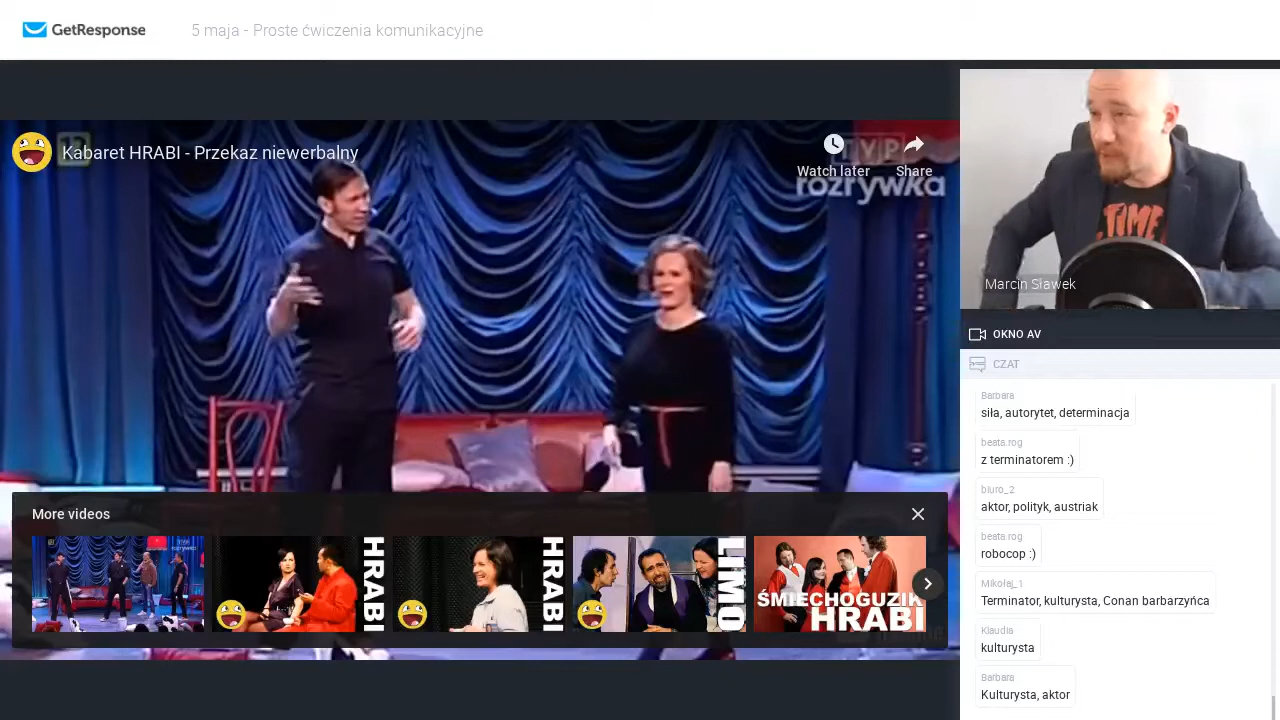 GetResponse
5 maja - Proste ćwiczenia komunikacyjne
Kabaret HRABI - Przekaz niewerbalny
Watch later
Share
TVP
rozrywka
Marcin Sławek
OKNO AV
CZAT
Barbara
siła, autorytet, determinacja
beata.rog
z terminatorem :)
biuro_2
aktor, polityk, austriak
beata.rog
robocop :)
Mikołaj_1
Terminator, kulturysta, Conan barbarzyńca
Klaudia
kulturysta
Barbara
Kulturysta, aktor
More videos
HRABI
HRABI
LIMO
ŚMIECHOGUZIK
HRABI